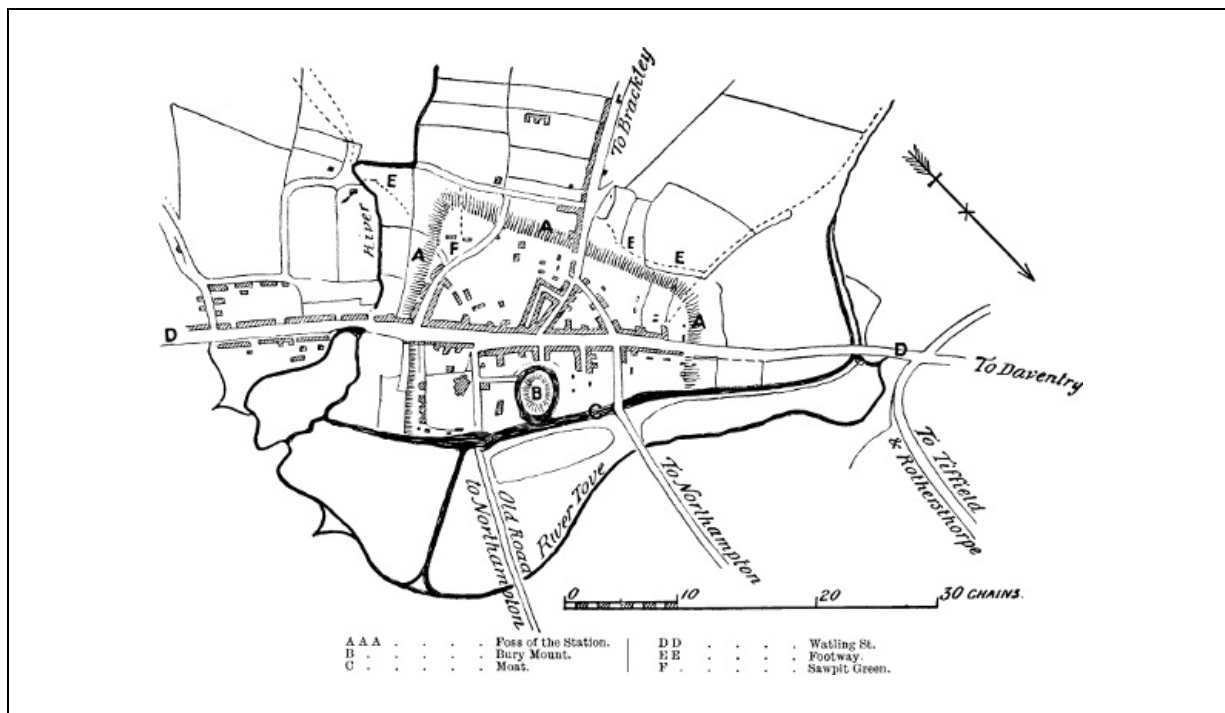 To Brackley
E
River
A
F
A
E
E
A
D
D
To Daventry
B
C
To Tiffield
& Rothersthorpe
River Tove
To Northampton
Old Road
to Northampton
0 10 20 30 CHAINS.
A A A . . . . . Foss of the Station.
B . . . . . . Bury Mount.
C . . . . . . Moat.
D D . . . . Watling St.
E E . . . . Footway.
F . . . . . Sawpit Green.